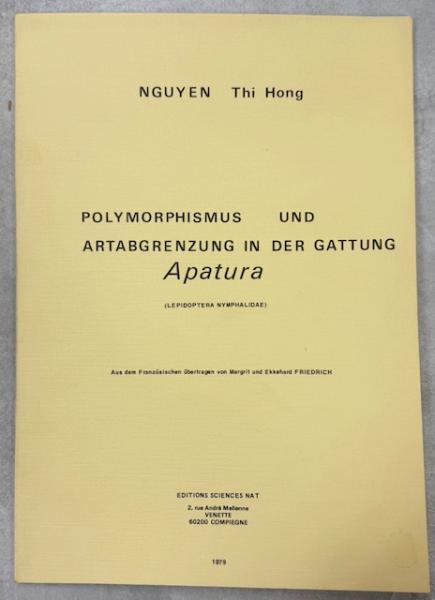 NGUYEN Thi Hong
POLYMORPHISMUS UND
ARTABGRENZUNG IN DER GATTUNG
Apatura
(LEPIDOPTERA NYMPHALIDAE)
Aus dem Französischen übertragen von Margrit und Ekkehard FRIEDRICH
EDITIONS SCIENCES NAT
2, rue André Mellenne
VENETTE
60200 COMPIEGNE
1979